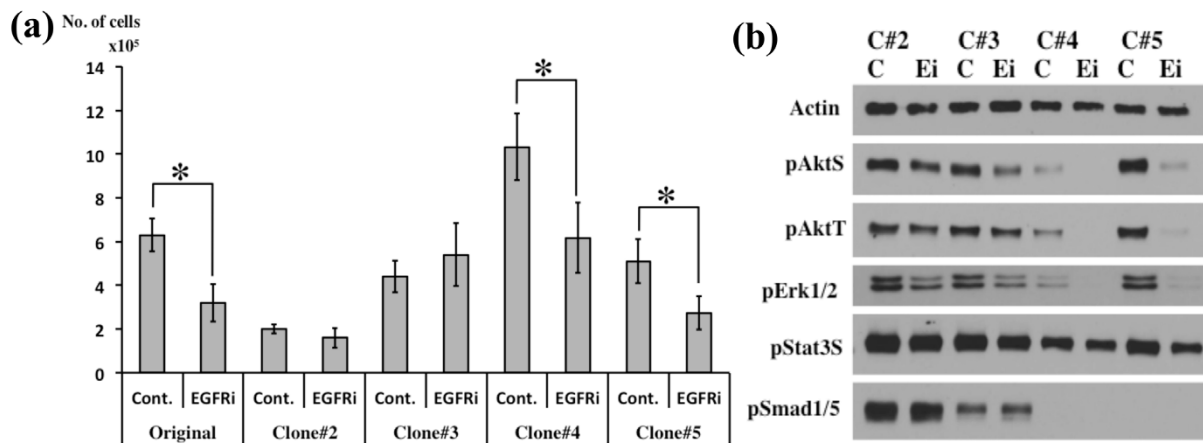 (a)
No. of cells
x10⁵
14
12
10
8
6
4
2
0
* * *
Cont. EGFRi Cont. EGFRi Cont. EGFRi Cont. EGFRi Cont. EGFRi
Original Clone#2 Clone#3 Clone#4 Clone#5
(b)
C#2 C#3 C#4 C#5
C Ei C Ei C Ei C Ei
Actin
pAktS
pAktT
pErk1/2
pStat3S
pSmad1/5